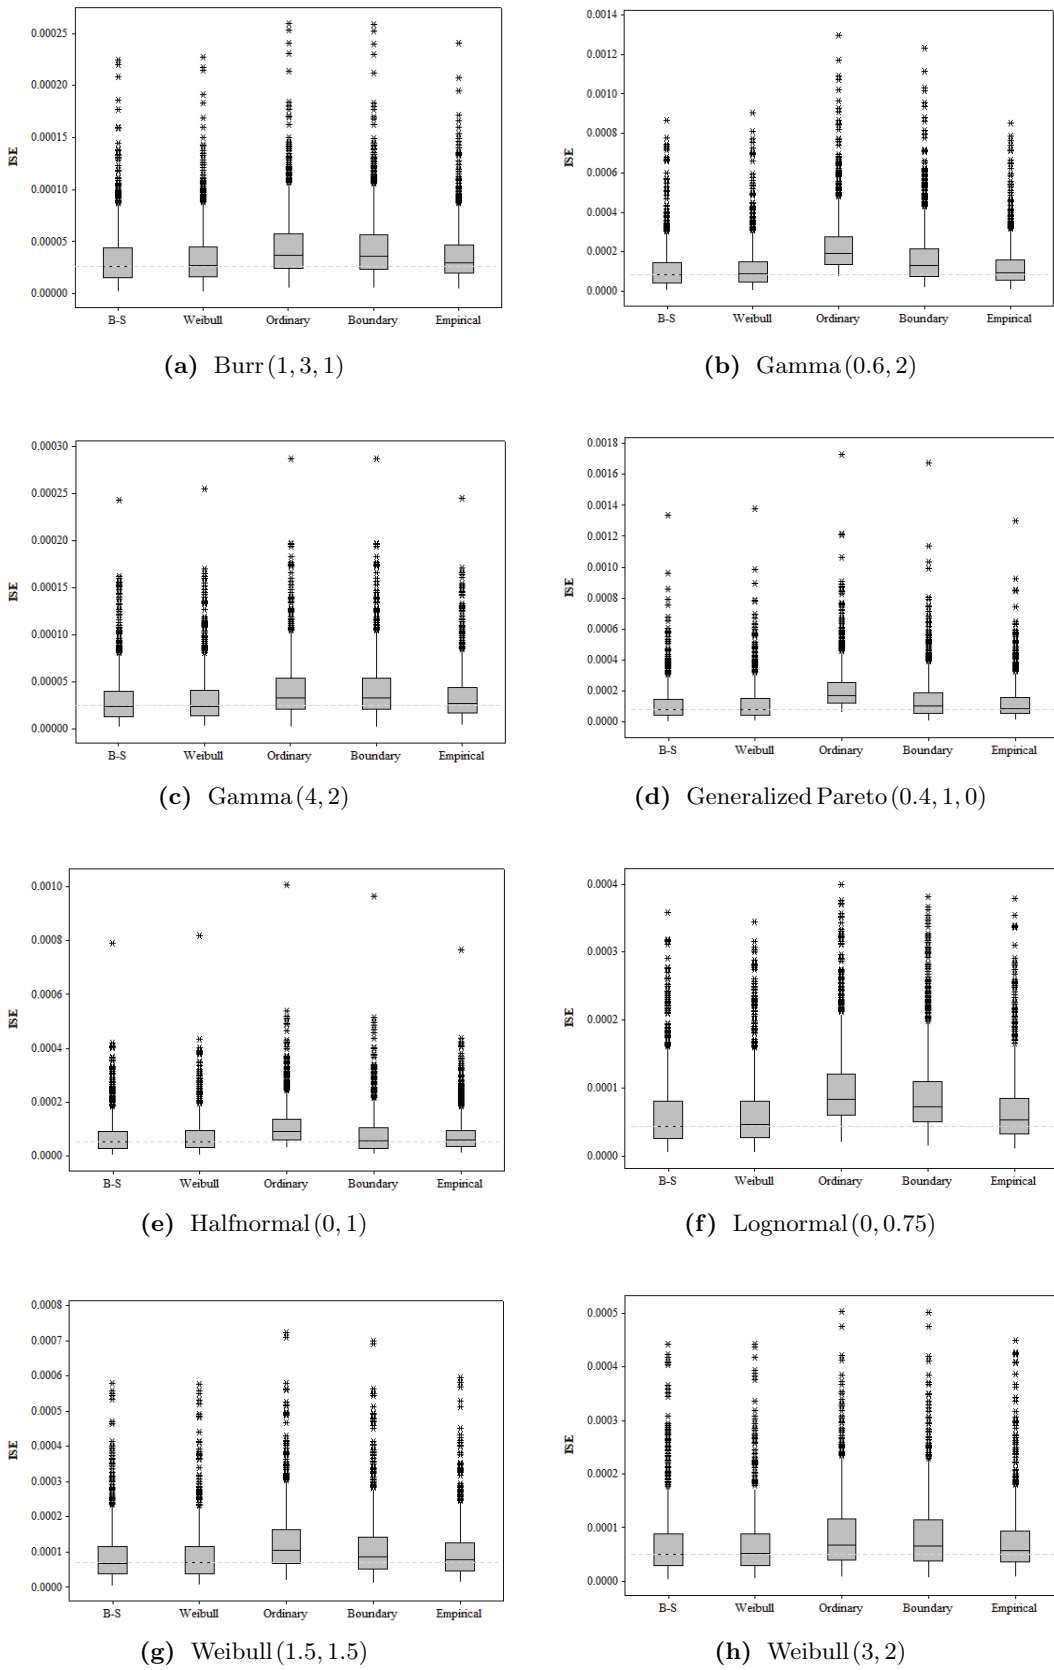 0.00025
0.00020
0.00015
0.00010
0.00005
0.00000
ISE
B-S Weibull Ordinary Boundary Empirical
(a) Burr(1, 3, 1)
0.0014
0.0012
0.0010
0.0008
0.0006
0.0004
0.0002
0.0000
ISE
B-S Weibull Ordinary Boundary Empirical
(b) Gamma(0.6, 2)
0.00030
0.00025
0.00020
0.00015
0.00010
0.00005
0.00000
ISE
B-S Weibull Ordinary Boundary Empirical
(c) Gamma(4, 2)
0.0018
0.0016
0.0014
0.0012
0.0010
0.0008
0.0006
0.0004
0.0002
0.0000
ISE
B-S Weibull Ordinary Boundary Empirical
(d) Generalized Pareto(0.4, 1, 0)
0.0010
0.0008
0.0006
0.0004
0.0002
0.0000
ISE
B-S Weibull Ordinary Boundary Empirical
(e) Halfnormal(0, 1)
0.0004
0.0003
0.0002
0.0001
0.0000
ISE
B-S Weibull Ordinary Boundary Empirical
(f) Lognormal(0, 0.75)
0.0008
0.0007
0.0006
0.0005
0.0004
0.0003
0.0002
0.0001
0.0000
ISE
B-S Weibull Ordinary Boundary Empirical
(g) Weibull(1.5, 1.5)
0.0005
0.0004
0.0003
0.0002
0.0001
0.0000
ISE
B-S Weibull Ordinary Boundary Empirical
(h) Weibull(3, 2)